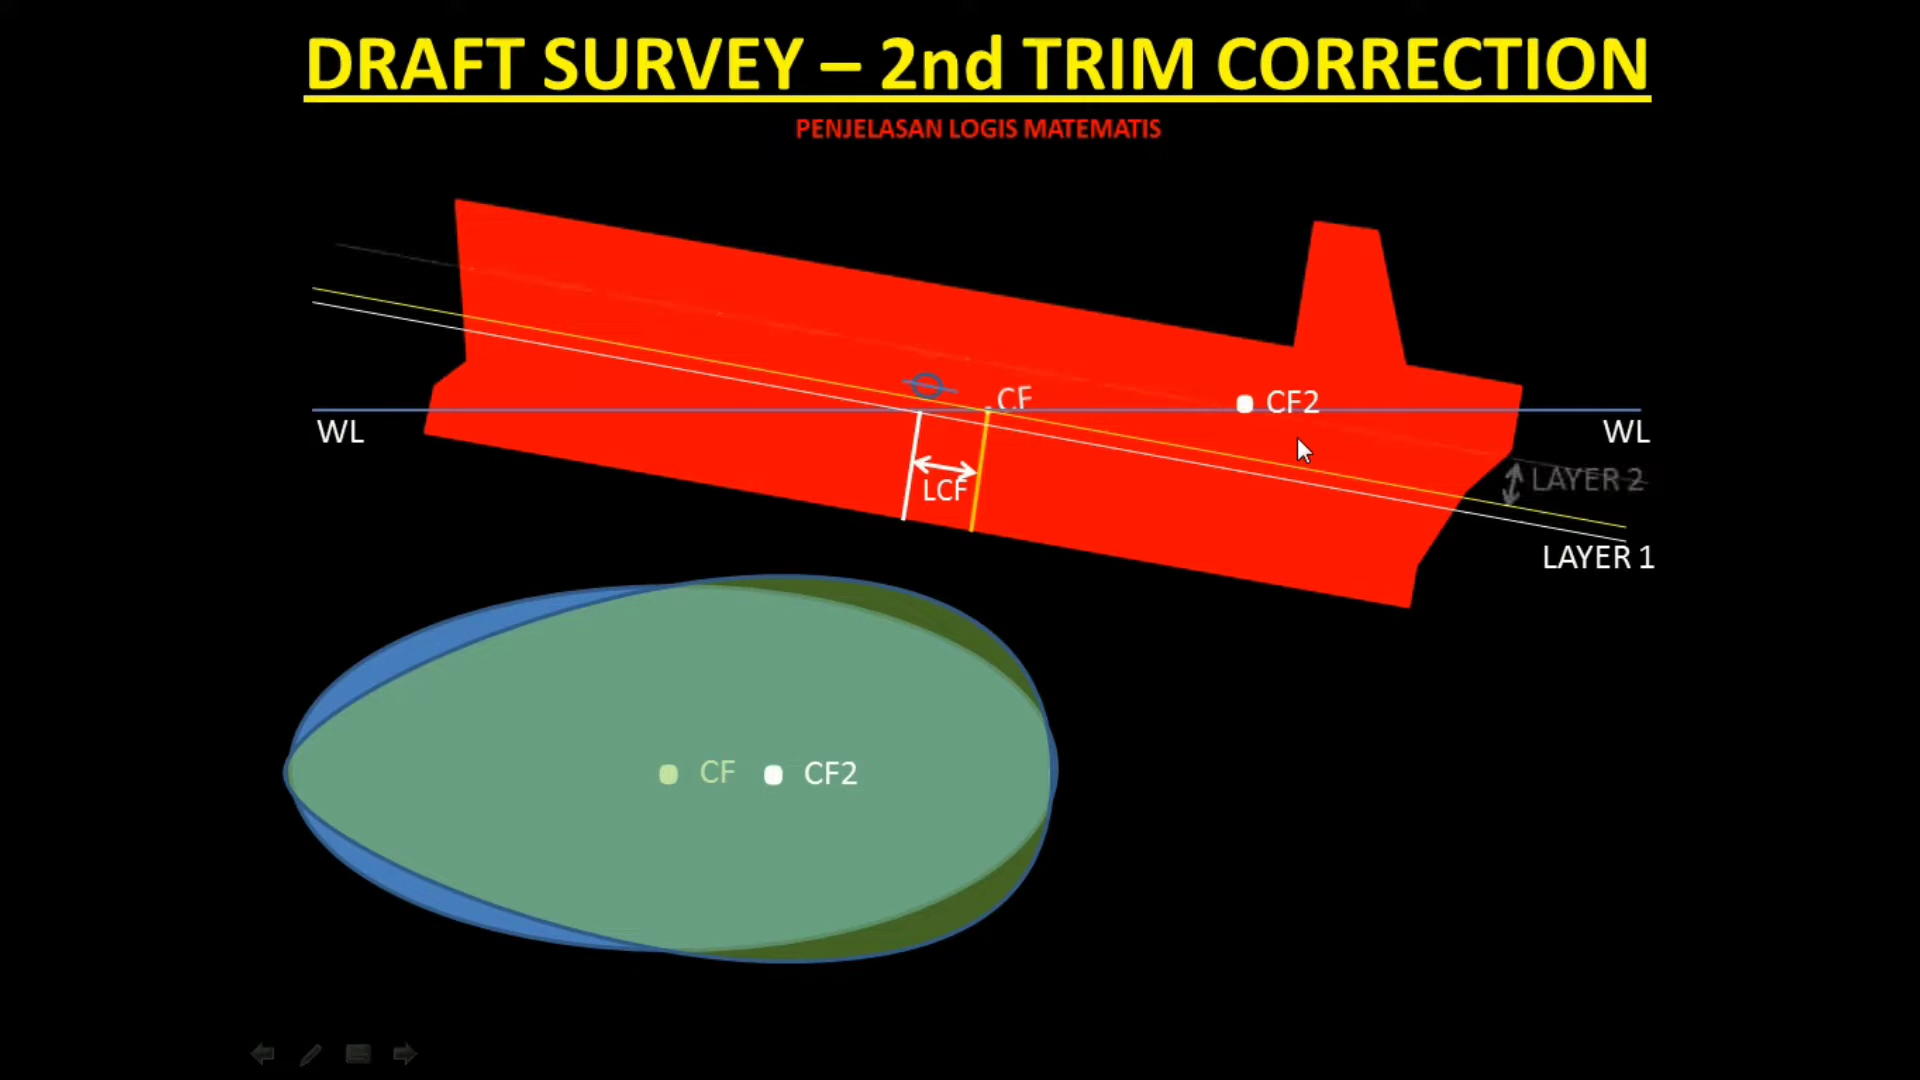 DRAFT SURVEY – 2nd TRIM CORRECTION
PENJELASAN LOGIS MATEMATIS
CF
CF2
WL
WL
LCF
LAYER 2
LAYER 1
CF
CF2